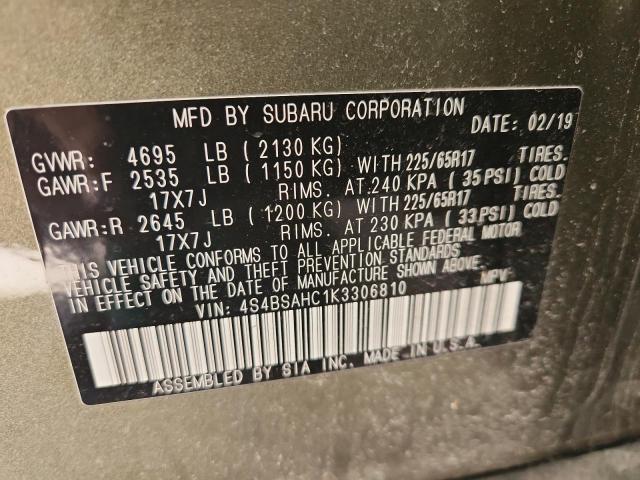 MFD BY SUBARU CORPORATION DATE: 02/19
GVWR: 4695 LB ( 2130 KG)
GAWR:F 2535 LB ( 1150 KG) WITH 225/65R17 TIRES.
17X7J RIMS. AT 240 KPA ( 35 PSI) COLD
GAWR:R 2645 LB ( 1200 KG) WITH 225/65R17 TIRES.
17X7J RIMS. AT 230 KPA ( 33 PSI) COLD
THIS VEHICLE CONFORMS TO ALL APPLICABLE FEDERAL MOTOR
VEHICLE SAFETY AND THEFT PREVENTION STANDARDS
IN EFFECT ON THE DATE OF MANUFACTURE SHOWN ABOVE.
VIN: 4S4BSAHC1K3306810 MPV
ASSEMBLED BY SIA INC. MADE IN U.S.A.